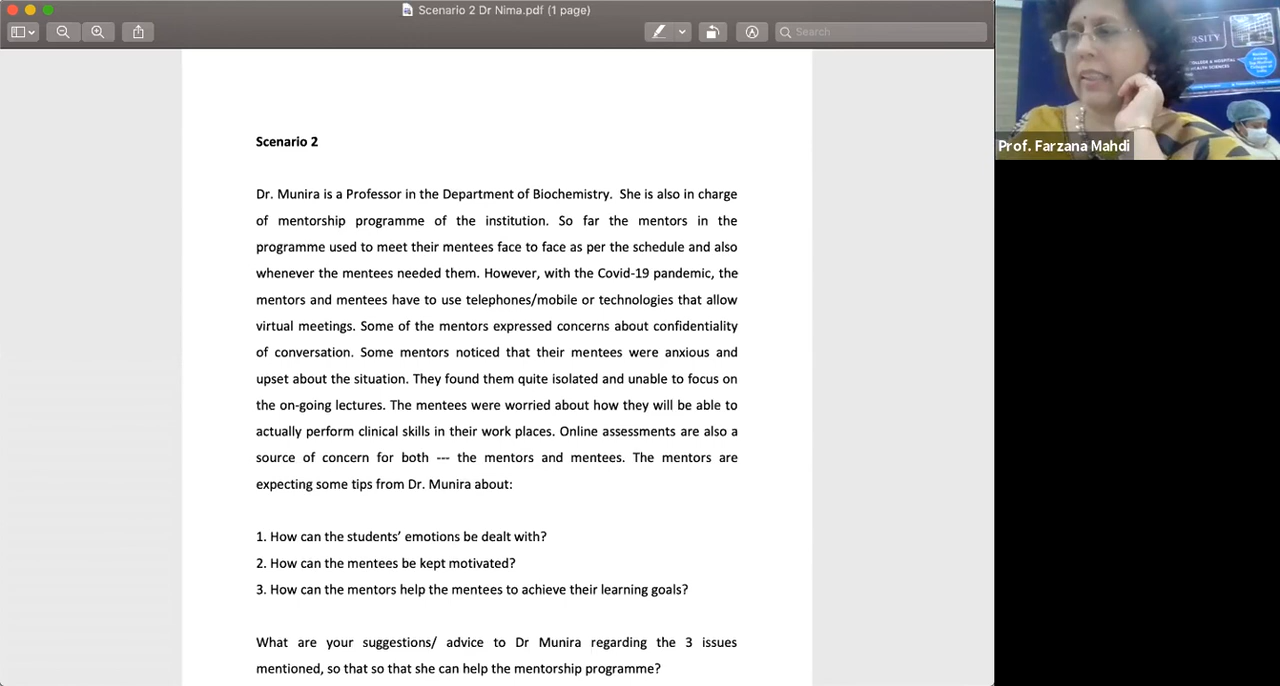 Scenario 2 Dr Nima.pdf (1 page)
Search
Scenario 2
Dr. Munira is a Professor in the Department of Biochemistry. She is also in charge
of mentorship programme of the institution. So far the mentors in the
programme used to meet their mentees face to face as per the schedule and also
whenever the mentees needed them. However, with the Covid-19 pandemic, the
mentors and mentees have to use telephones/mobile or technologies that allow
virtual meetings. Some of the mentors expressed concerns about confidentiality
of conversation. Some mentors noticed that their mentees were anxious and
upset about the situation. They found them quite isolated and unable to focus on
the on-going lectures. The mentees were worried about how they will be able to
actually perform clinical skills in their work places. Online assessments are also a
source of concern for both --- the mentors and mentees. The mentors are
expecting some tips from Dr. Munira about:
1. How can the students’ emotions be dealt with?
2. How can the mentees be kept motivated?
3. How can the mentors help the mentees to achieve their learning goals?
What are your suggestions/ advice to Dr Munira regarding the 3 issues
mentioned, so that so that she can help the mentorship programme?
RSITY
Prof. Farzana Mahdi